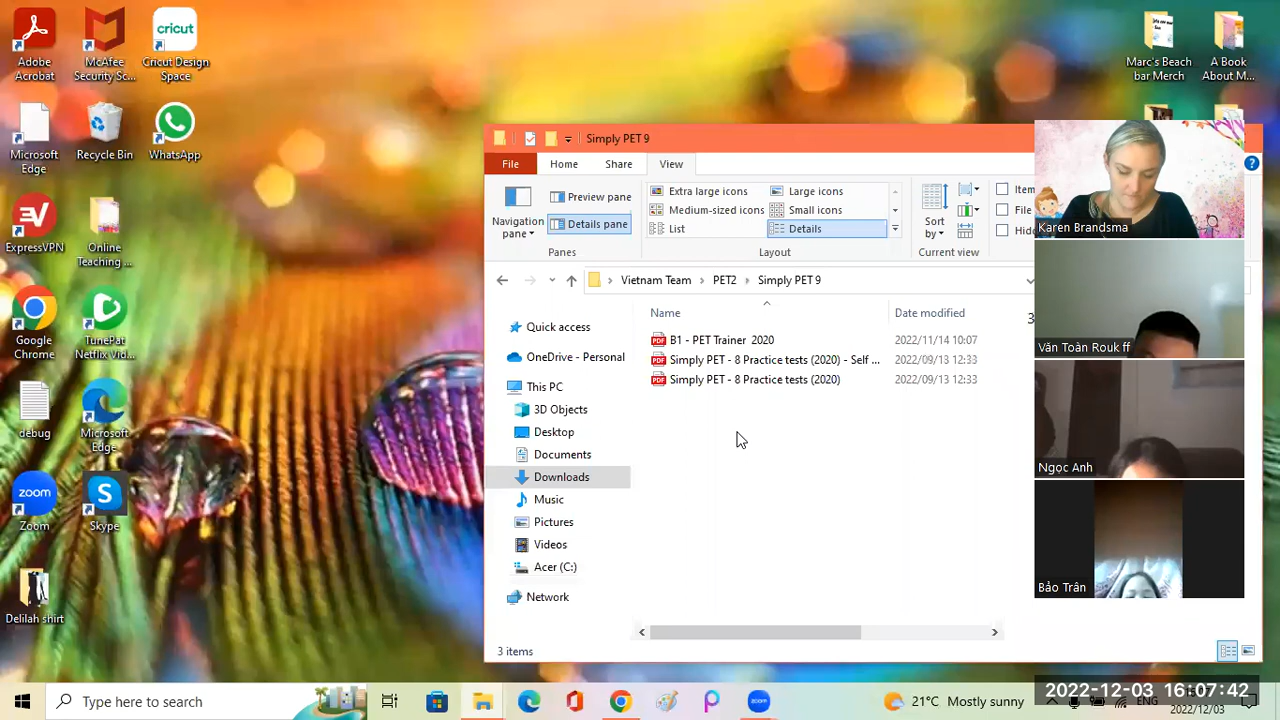 Adobe Acrobat
McAfee Security Sc...
cricut
Cricut Design Space
Marc's Beach bar Merch
A Book About M...
Microsoft Edge
Recycle Bin
WhatsApp
ExpressVPN
Online Teaching ...
Google Chrome
TunePat Netflix Vid...
debug
Microsoft Edge
zoom
Zoom
Skype
Delilah shirt
Simply PET 9
File Home Share View
Navigation pane
Preview pane
Details pane
Panes
Extra large icons
Large icons
Medium-sized icons
Small icons
List
Details
Layout
Sort by
Current view
Item
File
Hid
Vietnam Team > PET2 > Simply PET 9
Name Date modified
B1 - PET Trainer 2020 2022/11/14 10:07
Simply PET - 8 Practice tests (2020) - Self ... 2022/09/13 12:33
Simply PET - 8 Practice tests (2020) 2022/09/13 12:33
3
Quick access
OneDrive - Personal
This PC
3D Objects
Desktop
Documents
Downloads
Music
Pictures
Videos
Acer (C:)
Network
3 items
Karen Brandsma
Văn Toàn Rouk ff
Ngọc Anh
Bảo Trân
Type here to search
21°C Mostly sunny
ENG
2022-12-03 16:07:42
2022/12/03